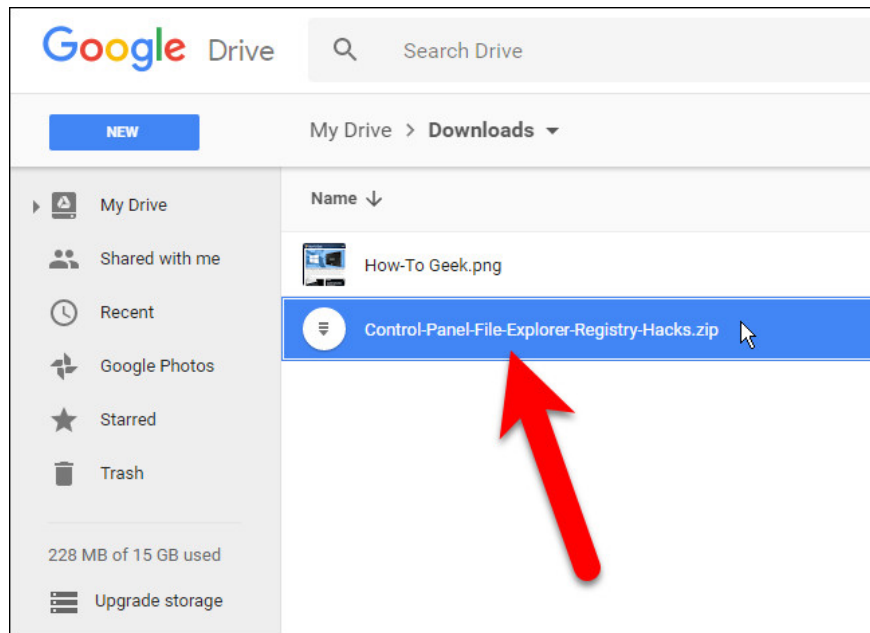 Google Drive
Search Drive
NEW
My Drive > Downloads
My Drive
Shared with me
Recent
Google Photos
Starred
Trash
228 MB of 15 GB used
Upgrade storage
Name
How-To Geek.png
Control-Panel-File-Explorer-Registry-Hacks.zip